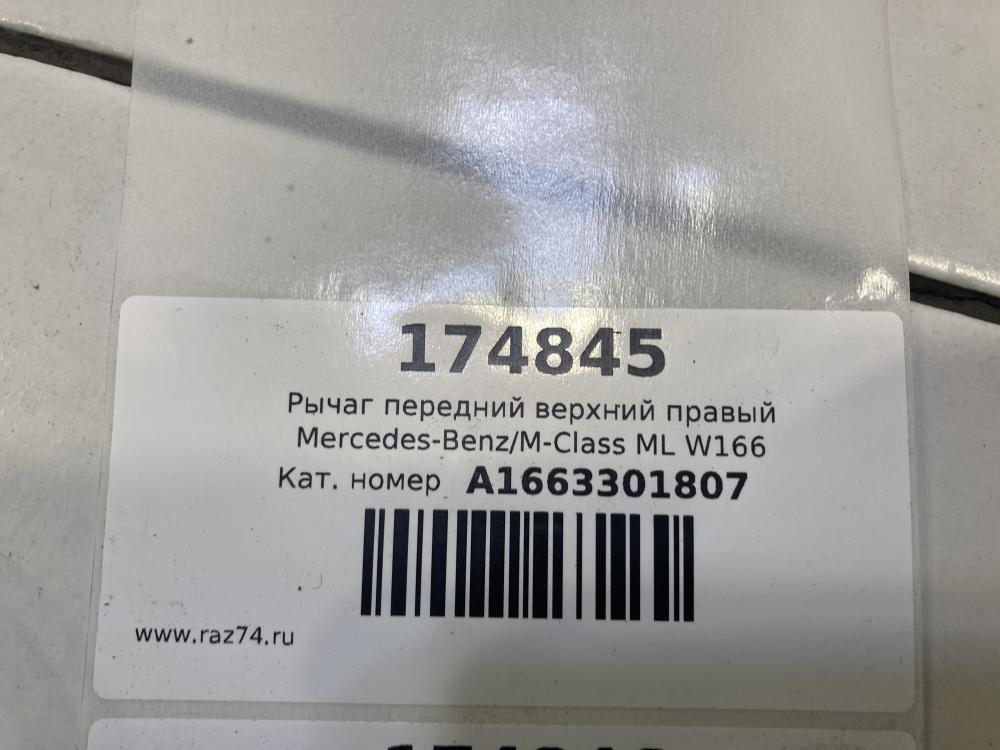 174845
Рычаг передний верхний правый
Mercedes-Benz/M-Class ML W166
Кат. номер A1663301807
www.raz74.ru